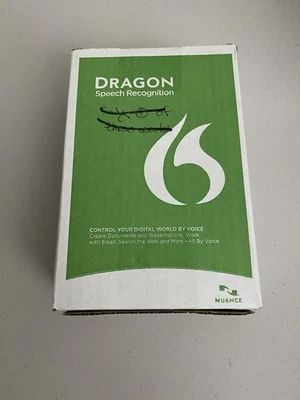 DRAGON
Speech Recognition
CONTROL YOUR DIGITAL WORLD BY VOICE
Create Documents and Presentations, Work
with Email, Search the Web and More—All By Voice
NUANCE